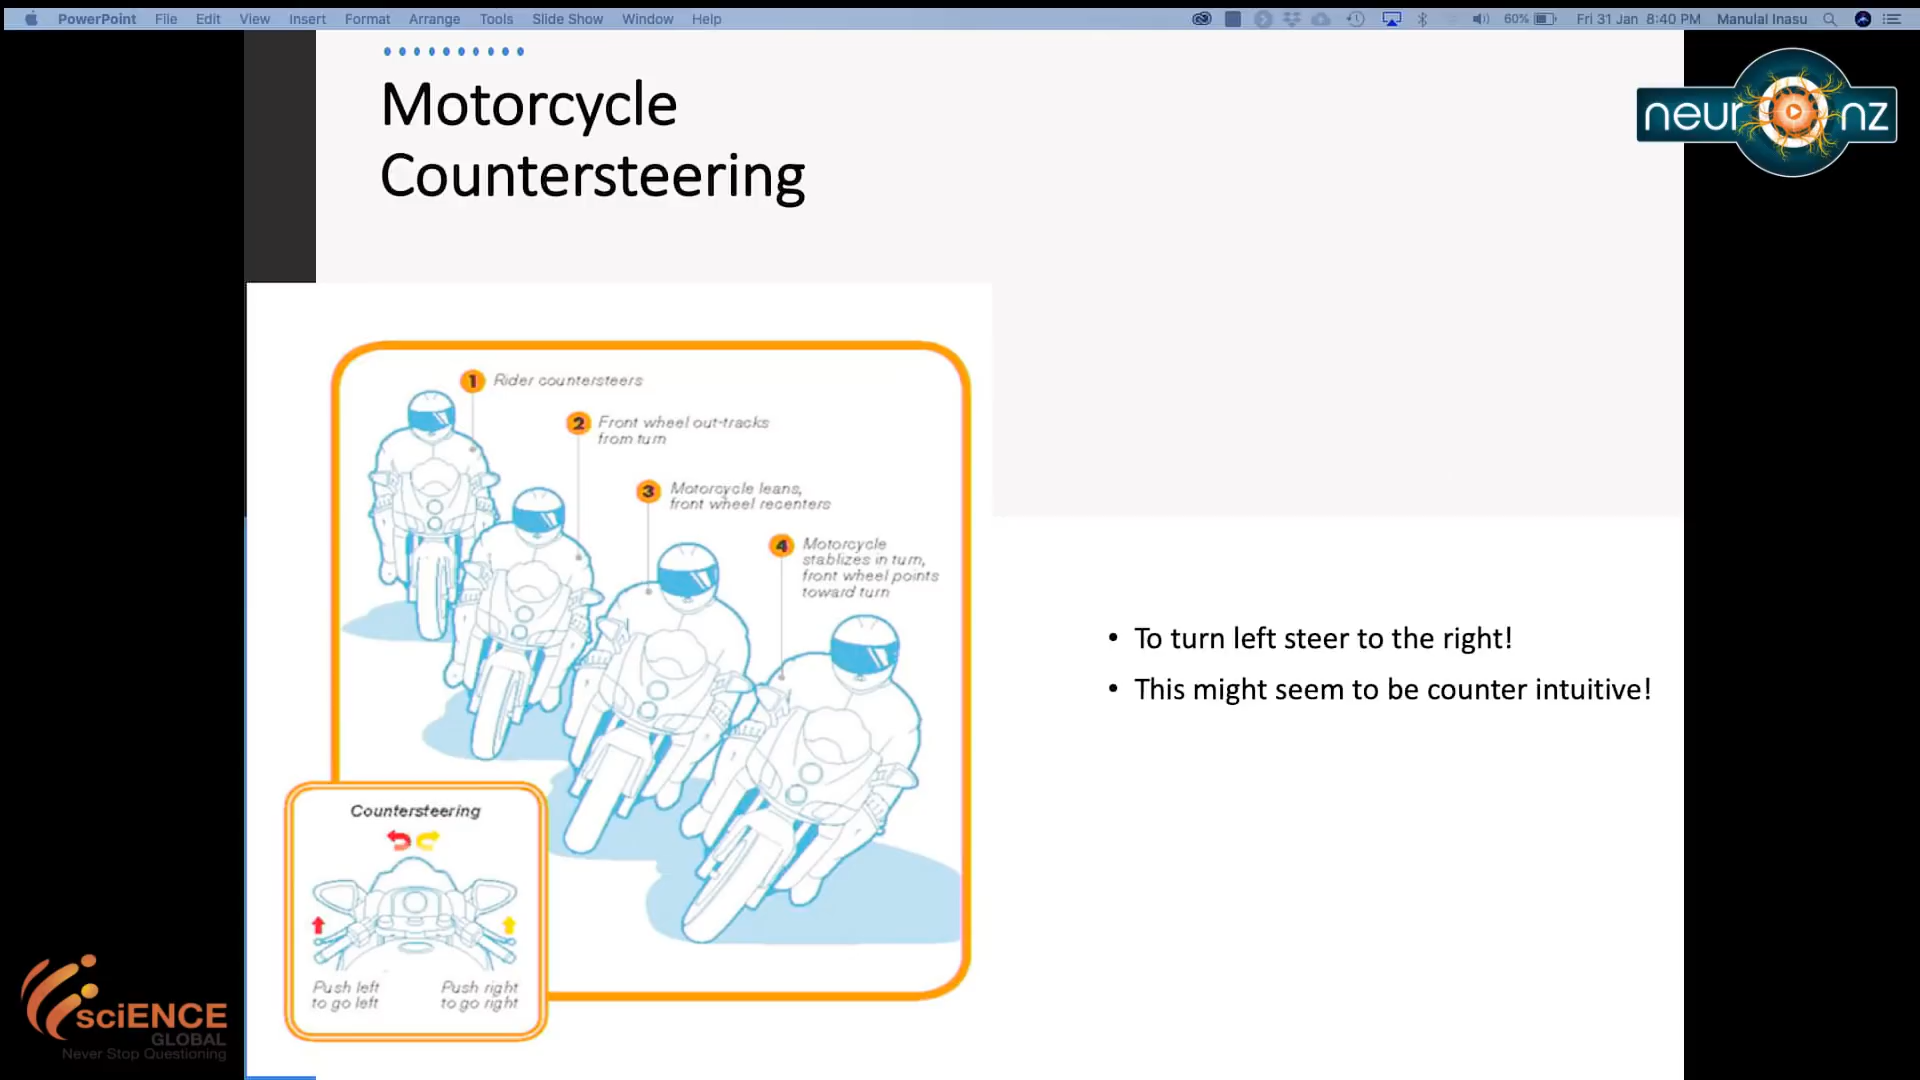 PowerPoint File Edit View Insert Format Arrange Tools Slide Show Window Help 60% Fri 31 Jan 8:40 PM Manulal Inasu
Motorcycle
Countersteering
neur nz
1 Rider countersteers
2 Front wheel out-tracks
from turn
3 Motorcycle leans,
front wheel recenters
4 Motorcycle
stablizes in turn,
front wheel points
toward turn
• To turn left steer to the right!
• This might seem to be counter intuitive!
Countersteering
Push left
to go left
Push right
to go right
sciENCE
GLOBAL
Never Stop Questioning